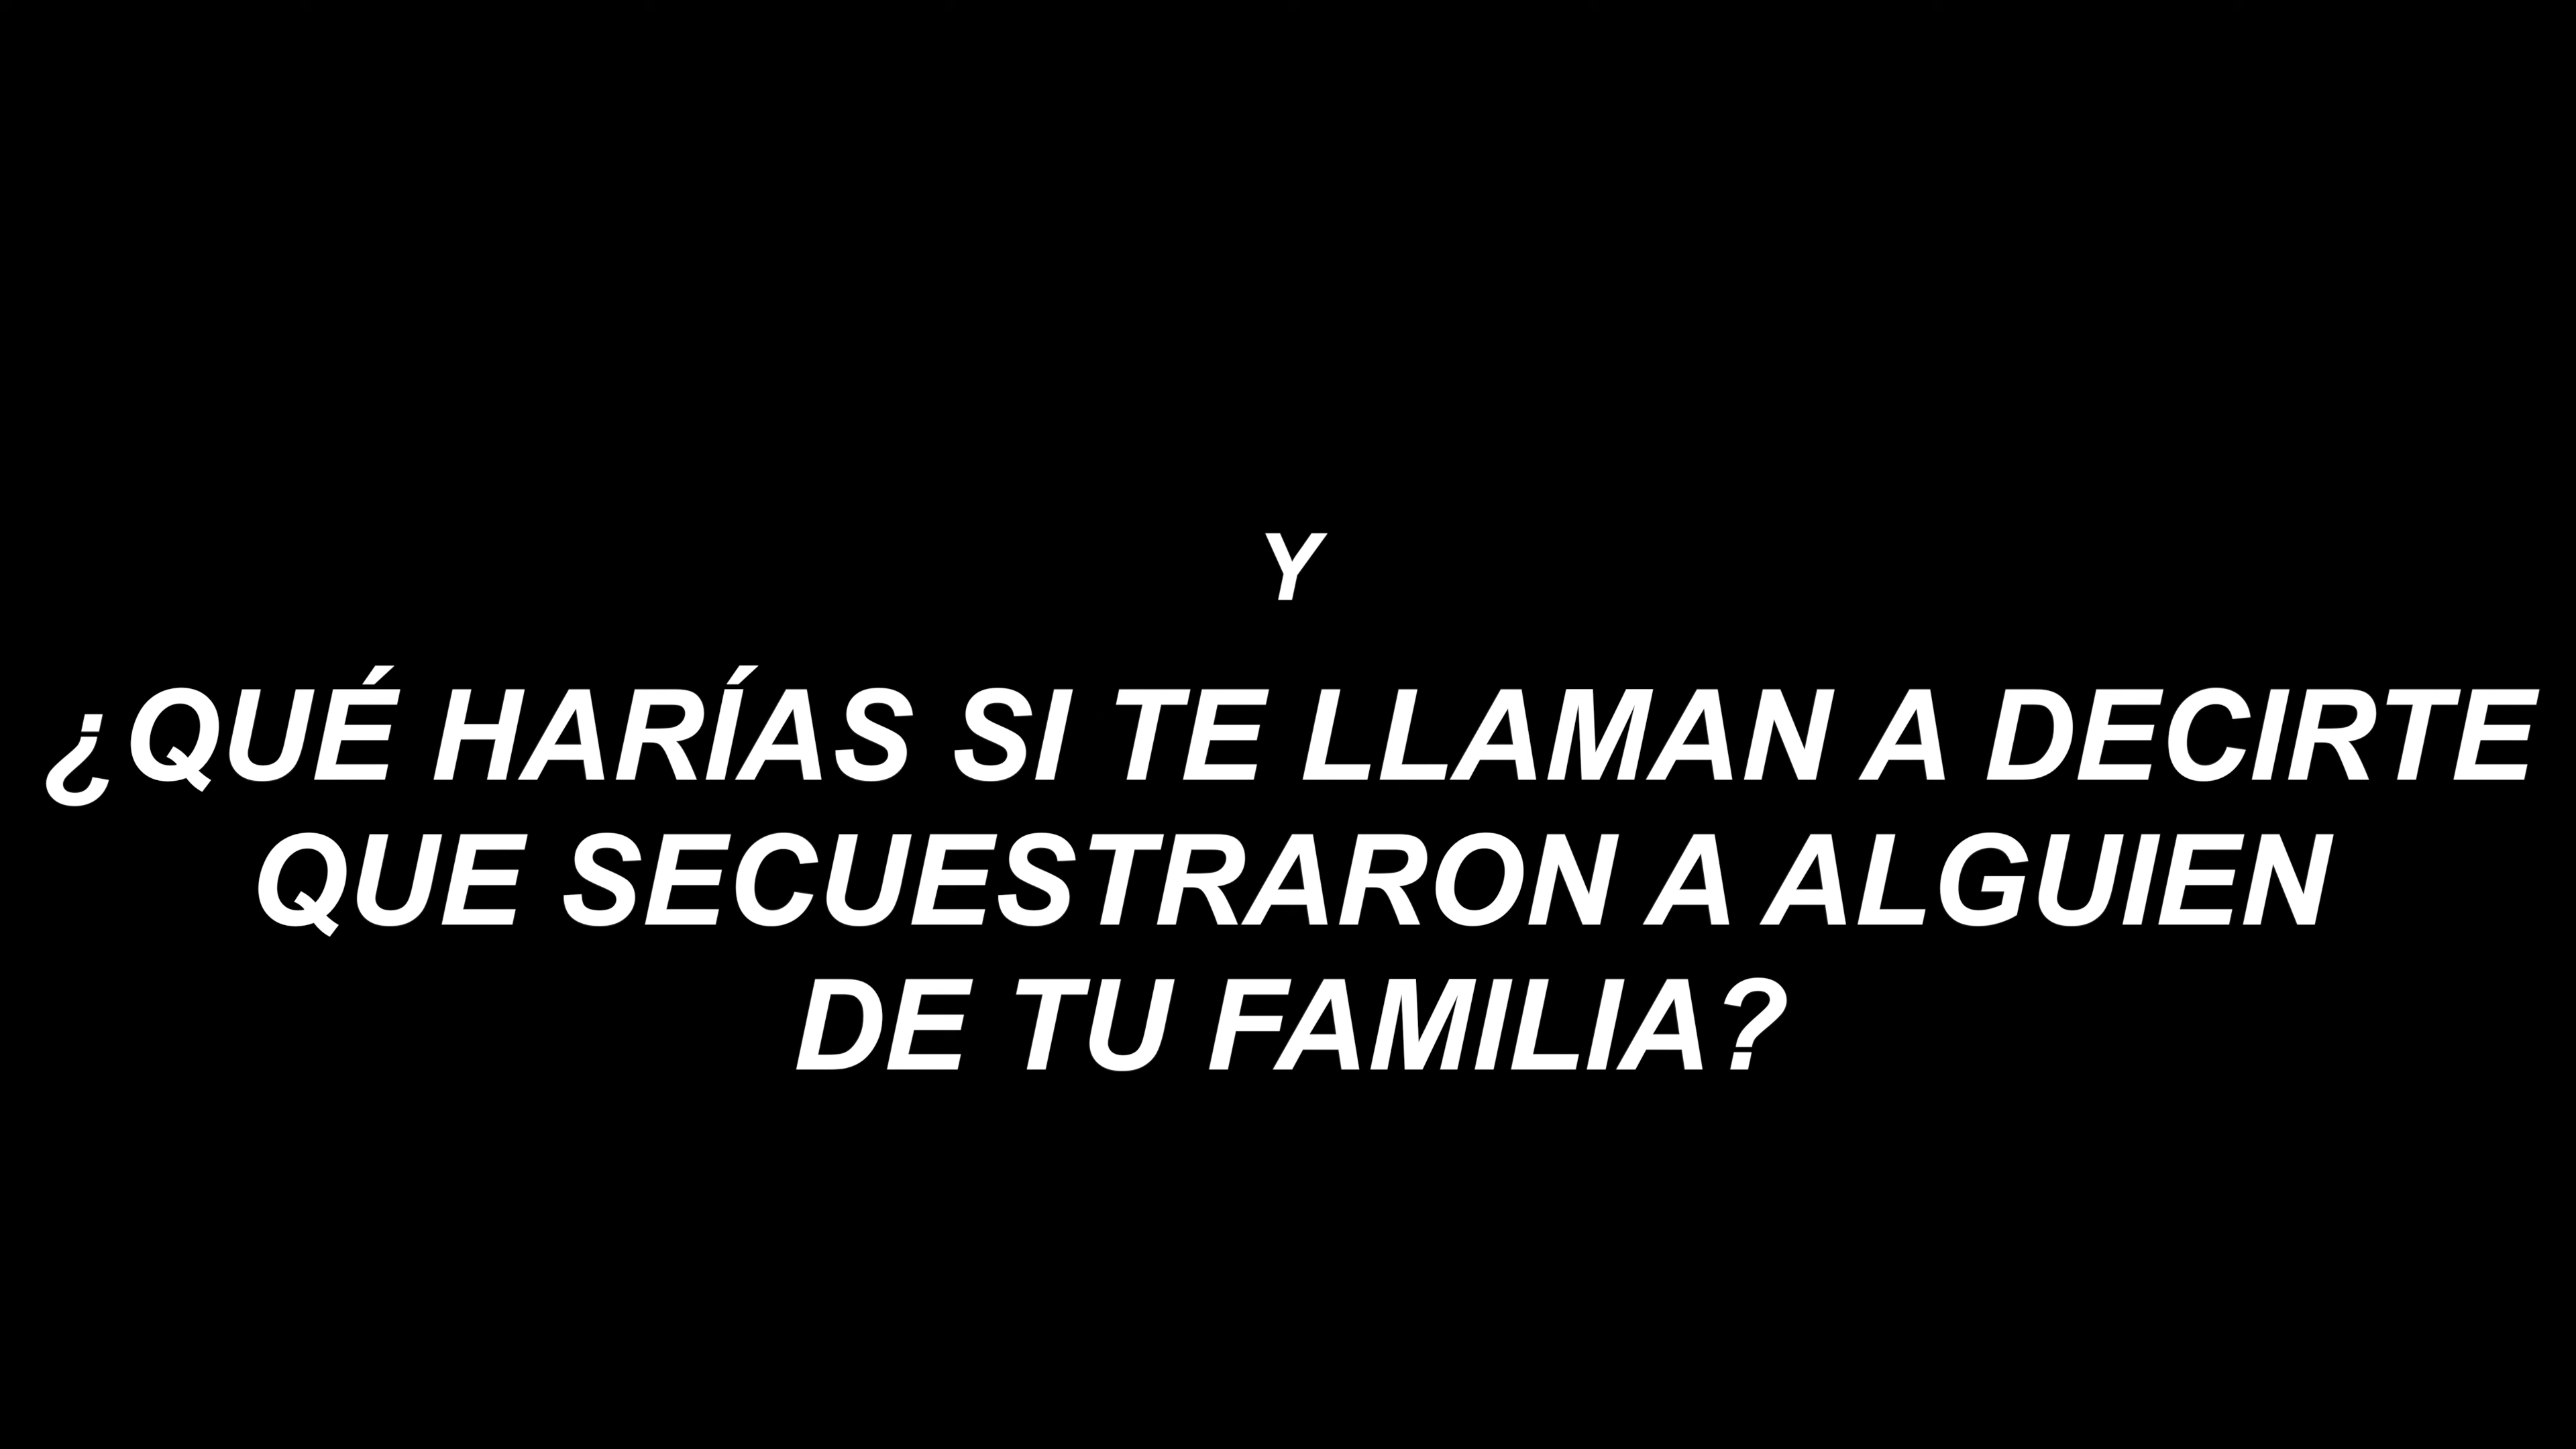 Y
¿QUÉ HARÍAS SI TE LLAMAN A DECIRTE
QUE SECUESTRARON A ALGUIEN
DE TU FAMILIA?